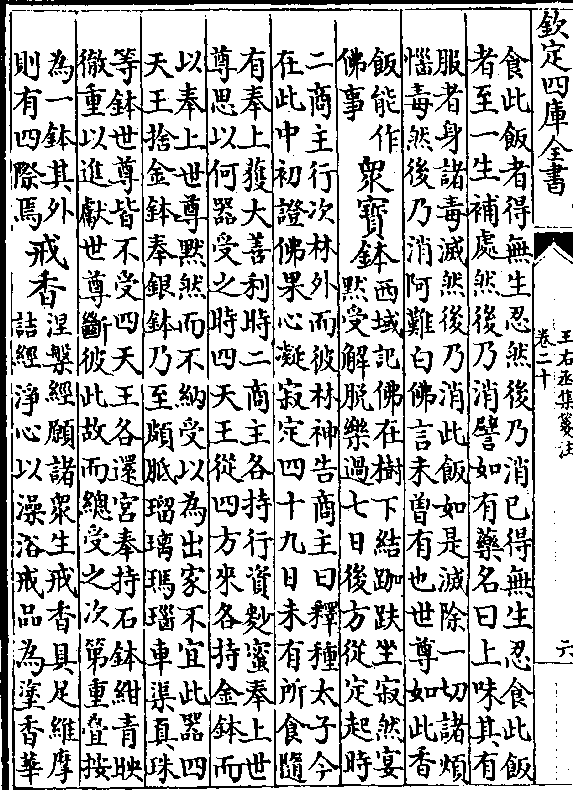 欽定四庫全書
王右丞集箋注
卷二十
六
食此飯者得無生忍然後乃消已得無生忍食此飯
者至一生補處然後乃消譬如有藥名曰上味其有
服者身諸毒滅然後乃消此飯如是滅除一切諸煩
惱毒然後乃消阿難白佛言未曽有也世尊如此香
飯能作
佛事
衆寳鉢
西域記佛在樹下結跏趺坐寂然宴
黙受解脱樂過七日後方從定起時
二商主行次林外而彼林神告商主曰釋種太子今
在此中初證佛果心凝寂定四十九日未有所食隨
有奉上獲大善利時二商主各持行資麨蜜奉上世
尊思以何器受之時四天王從四方來各持金鉢而
以奉上世尊黙然而不納受以為出家不宜此器四
天王捨金鉢奉銀鉢乃至頗胝瑠璃瑪瑙車渠真珠
等鉢世尊皆不受四天王各還宮奉持石鉢紺青映
徹重以進獻世尊斷彼此故而總受之次第重疊按
為一鉢其外
則有四際焉
戒香
涅槃經願諸衆生戒香具足維摩
詰經淨心以澡浴戒品為塗香華